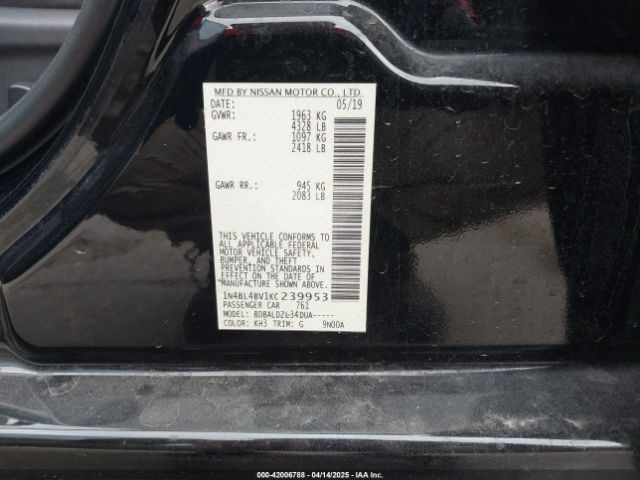 MFD BY NISSAN MOTOR CO., LTD.
DATE: 05/19
GVWR: 1963 KG
4328 LB
GAWR FR.: 1097 KG
2418 LB
GAWR RR.: 945 KG
2083 LB
THIS VEHICLE CONFORMS TO
ALL APPLICABLE FEDERAL
MOTOR VEHICLE SAFETY,
BUMPER, AND THEFT
PREVENTION STANDARDS IN
EFFECT ON THE DATE OF
MANUFACTURE SHOWN ABOVE.
1N4BL4BV1KC239953
PASSENGER CAR 761
MODEL: BDBALDZL34DUA-----
COLOR: KH3 TRIM: G 9N00A
000-42006788 - 04/14/2025 - IAA Inc.